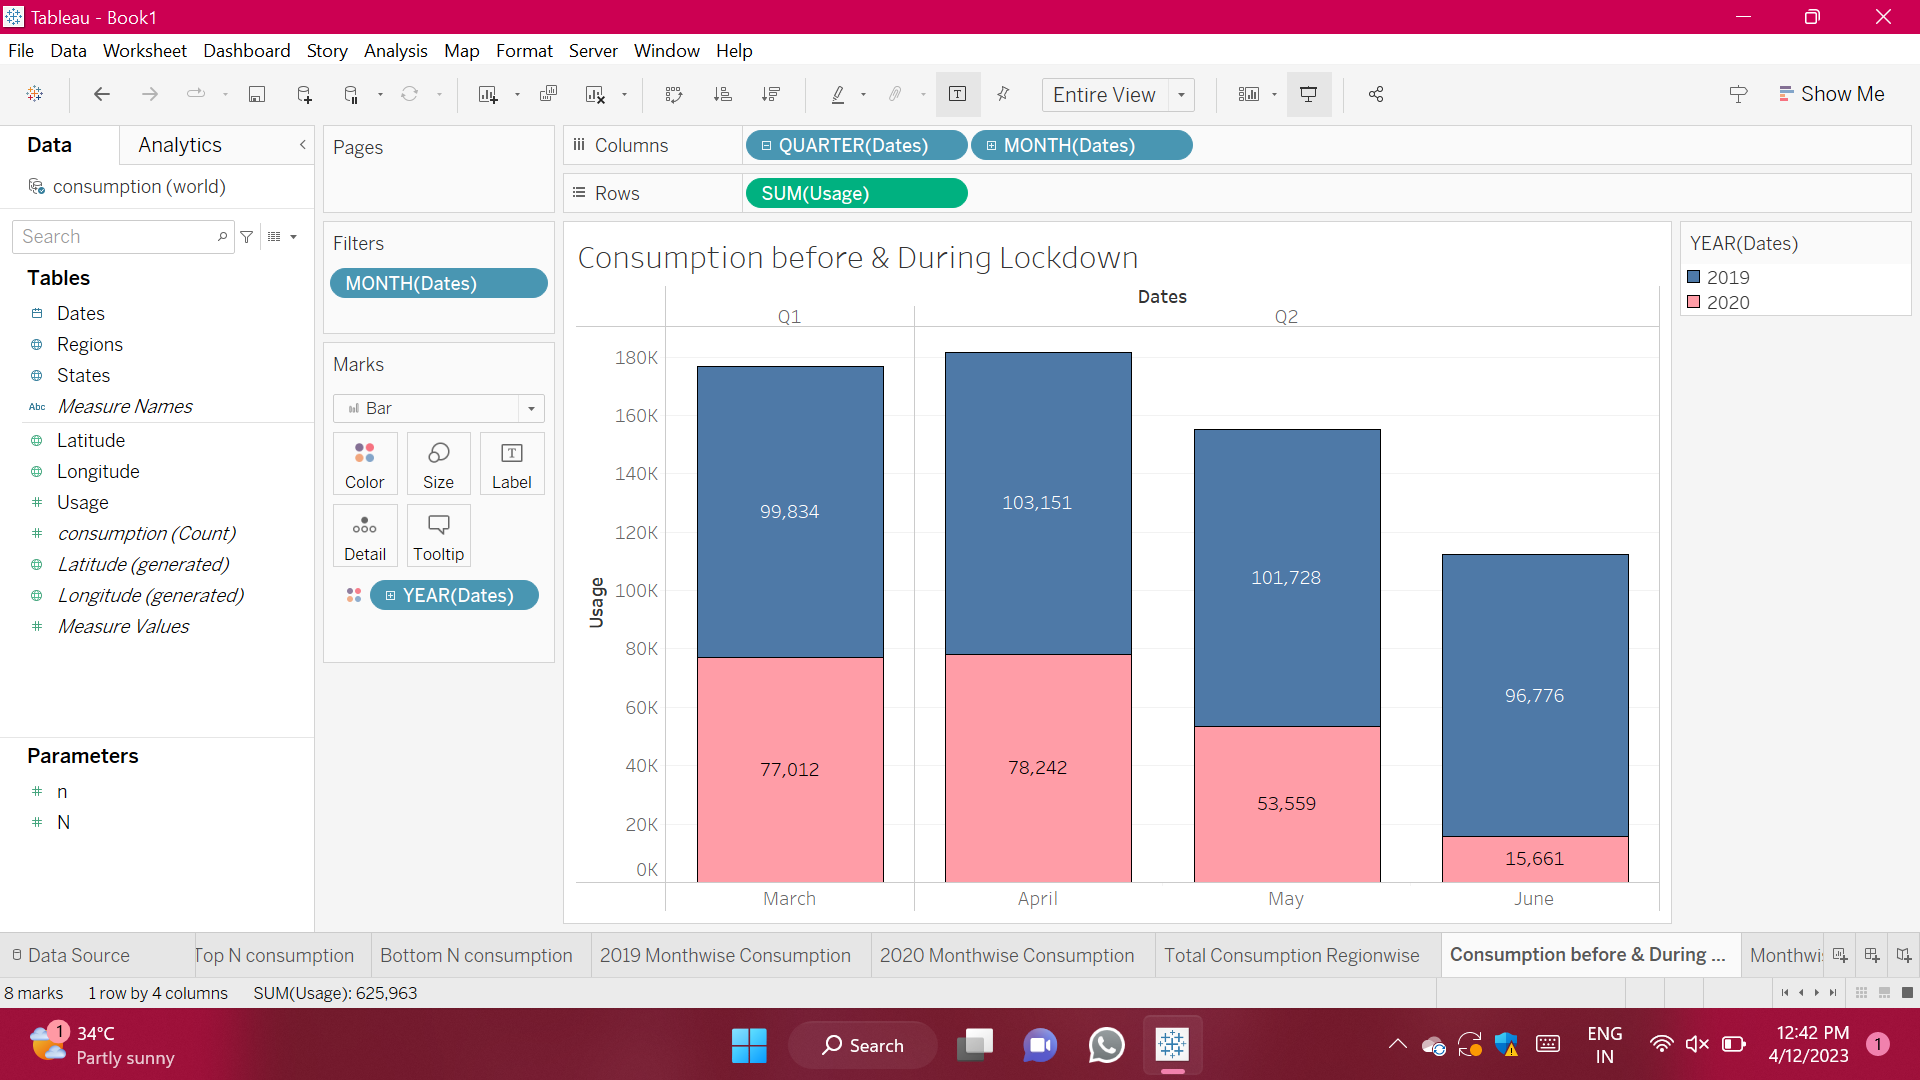 Tableau - Book1
File Data Worksheet Dashboard Story Analysis Map Format Server Window Help
Entire View
Show Me
Data
Analytics
consumption (world)
Search
Tables
Dates
Regions
States
Abc Measure Names
Latitude
Longitude
# Usage
# consumption (Count)
Latitude (generated)
Longitude (generated)
# Measure Values
Parameters
# n
# N
Pages
Filters
MONTH(Dates)
Marks
Bar
Color
Size
T
Label
Detail
Tooltip
YEAR(Dates)
Columns
QUARTER(Dates)
MONTH(Dates)
Rows
SUM(Usage)
Consumption before & During Lockdown
Dates
Q1
Q2
Usage
180K
160K
140K
120K
100K
80K
60K
40K
20K
0K
99,834
77,012
103,151
78,242
101,728
53,559
96,776
15,661
March
April
May
June
YEAR(Dates)
2019
2020
Data Source
Top N consumption
Bottom N consumption
2019 Monthwise Consumption
2020 Monthwise Consumption
Total Consumption Regionwise
Consumption before & During ...
Monthwi
8 marks
1 row by 4 columns
SUM(Usage): 625,963
1
34°C
Partly sunny
Search
ENG
IN
12:42 PM
4/12/2023
1